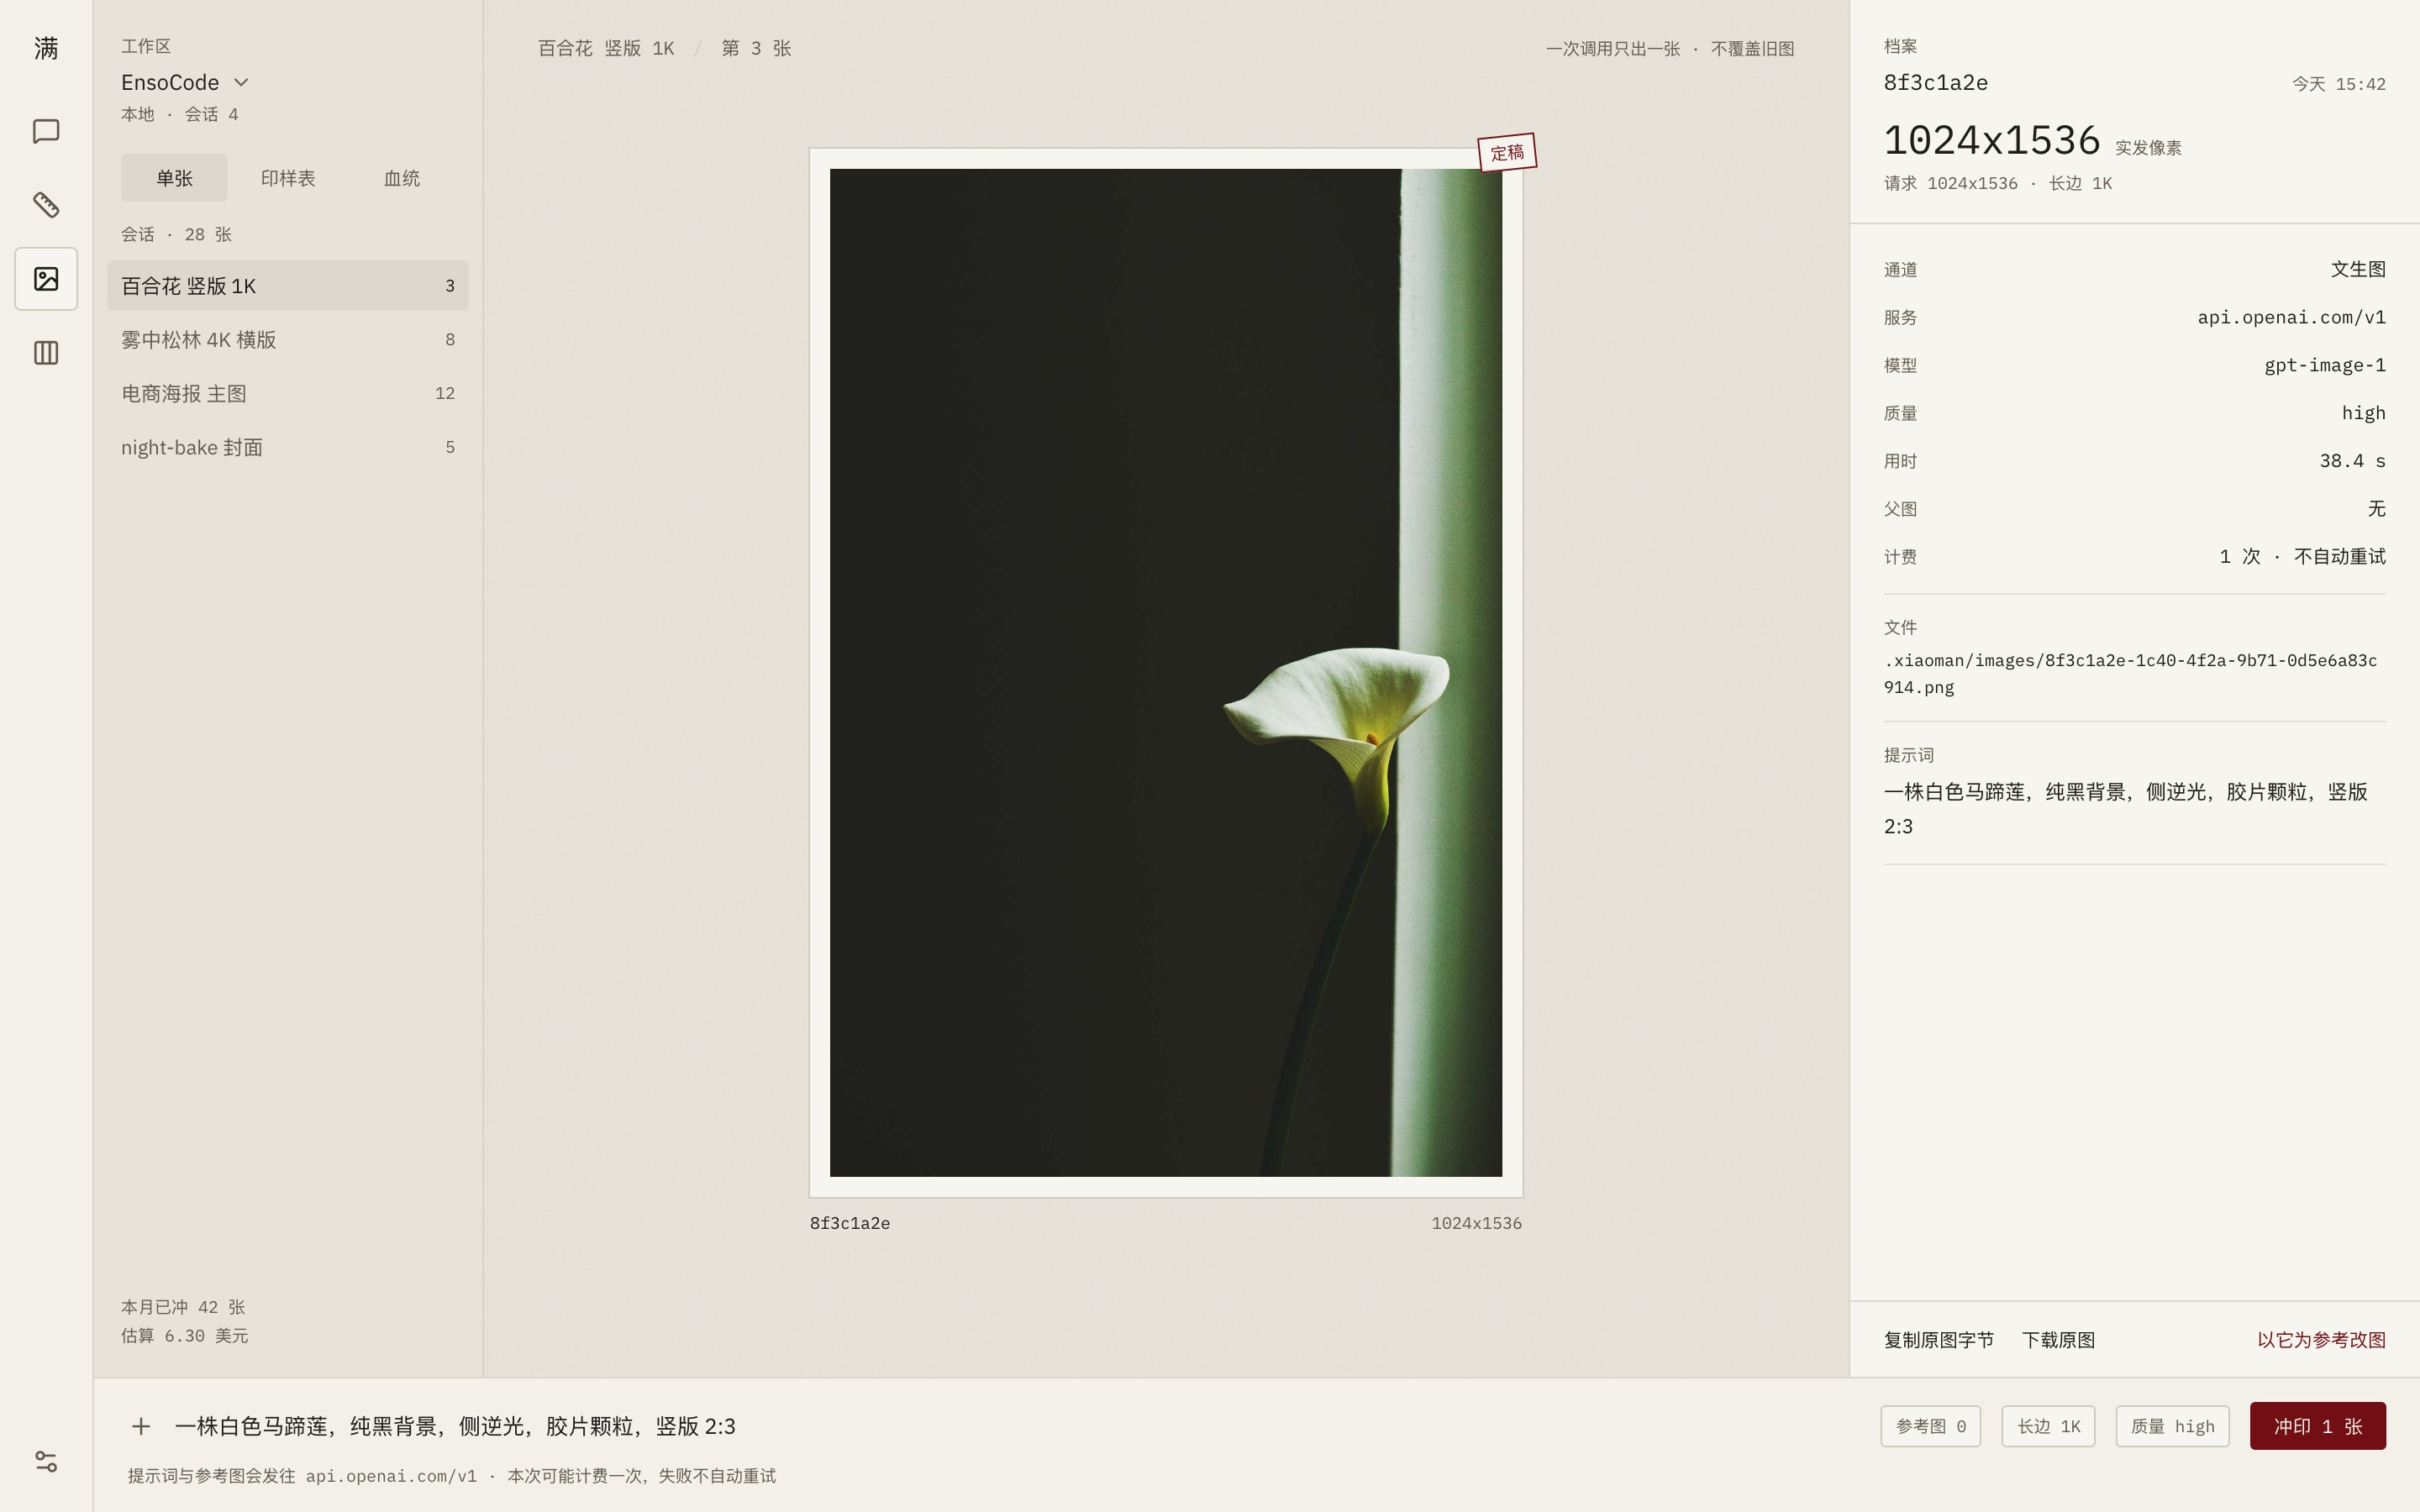 满
工作区
EnsoCode
本地 · 会话 4
单张
印样表
血统
会话 · 28 张
百合花 竖版 1K
3
雾中松林 4K 横版
8
电商海报 主图
12
night-bake 封面
5
本月已冲 42 张
估算 6.30 美元
百合花 竖版 1K / 第 3 张
一次调用只出一张 · 不覆盖旧图
定稿
8f3c1a2e
1024x1536
档案
8f3c1a2e
今天 15:42
1024x1536 实发像素
请求 1024x1536 · 长边 1K
通道
文生图
服务
api.openai.com/v1
模型
gpt-image-1
质量
high
用时
38.4 s
父图
无
计费
1 次 · 不自动重试
文件
.xiaoman/images/8f3c1a2e-1c40-4f2a-9b71-0d5e6a83c
914.png
提示词
一株白色马蹄莲，纯黑背景，侧逆光，胶片颗粒，竖版
2:3
复制原图字节
下载原图
以它为参考改图
一株白色马蹄莲，纯黑背景，侧逆光，胶片颗粒，竖版 2:3
参考图 0
长边 1K
质量 high
冲印 1 张
提示词与参考图会发往 api.openai.com/v1 · 本次可能计费一次，失败不自动重试